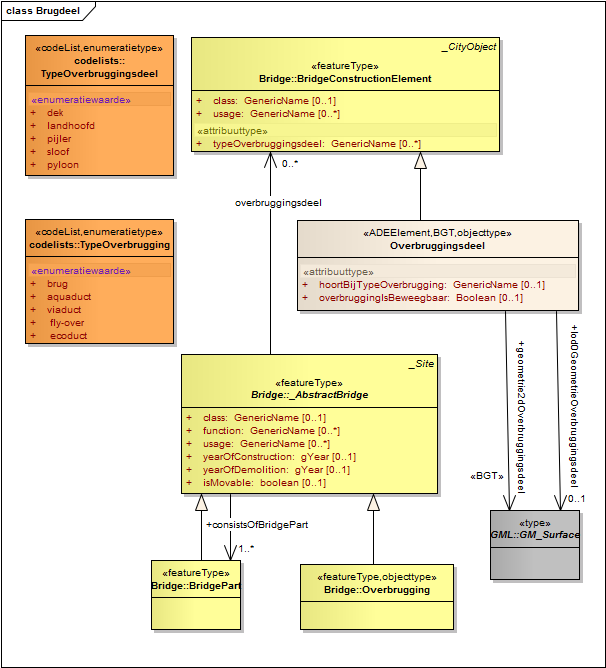 class Brugdeel
«codeList,enumeratietype»
codelists::
TypeOverbruggingsdeel
«enumeratiewaarde»
+ dek
+ landhoofd
+ pijler
+ sloof
+ pyloon
_CityObject
«featureType»
Bridge::BridgeConstructionElement
+ class: GenericName [0..1]
+ usage: GenericName [0..*]
«attribuuttype»
+ typeOverbruggingsdeel: GenericName [0..*]
0..*
overbruggingsdeel
«codeList,enumeratietype»
codelists::TypeOverbrugging
«enumeratiewaarde»
+ brug
+ aquaduct
+ viaduct
+ fly-over
+ ecoduct
«ADEElement,BGT,objecttype»
Overbruggingsdeel
«attribuuttype»
+ hoortBijTypeOverbrugging: GenericName [0..1]
+ overbruggingIsBeweegbaar: Boolean [0..1]
+geometrie2dOverbruggingsdeel
«BGT»
+lod0GeometrieOverbruggingsdeel
0..1
_Site
«featureType»
Bridge::_AbstractBridge
+ class: GenericName [0..1]
+ function: GenericName [0..*]
+ usage: GenericName [0..*]
+ yearOfConstruction: gYear [0..1]
+ yearOfDemolition: gYear [0..1]
+ isMovable: boolean [0..1]
+consistsOfBridgePart
1..*
«type»
GML::GM_Surface
«featureType»
Bridge::BridgePart
«featureType,objecttype»
Bridge::Overbrugging